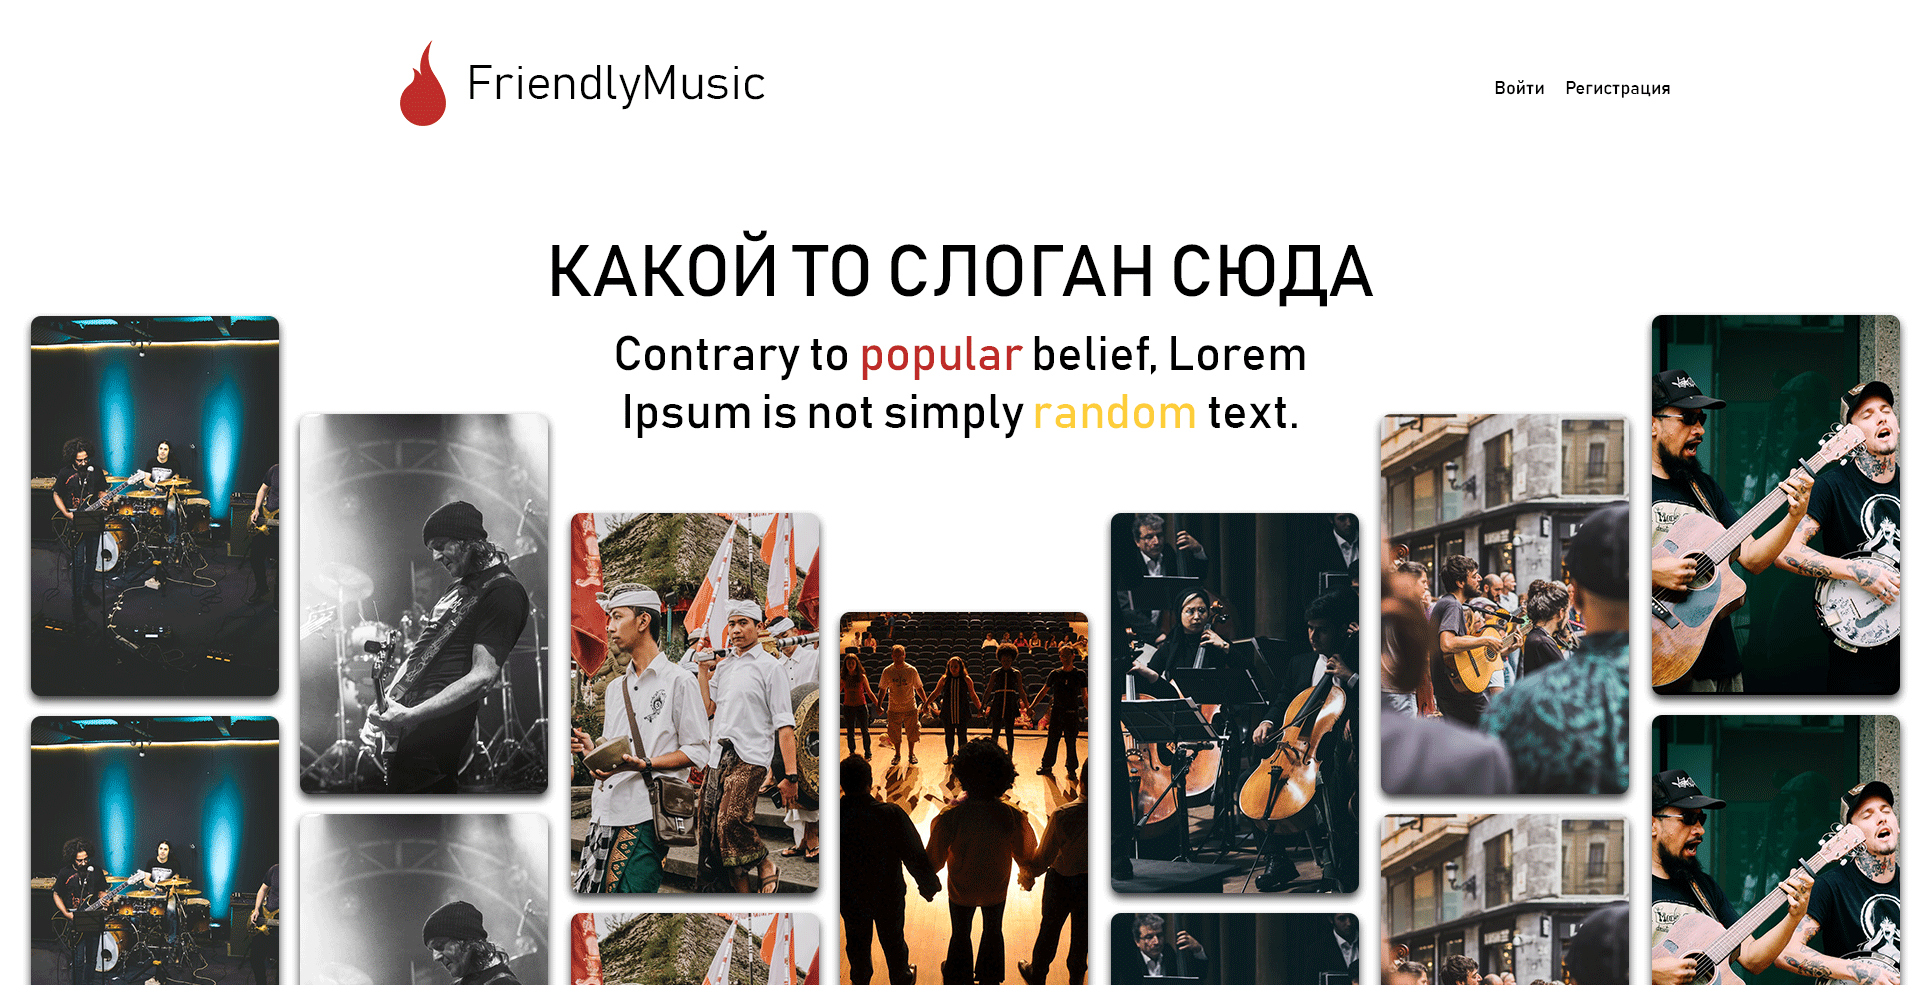 FriendlyMusic
Войти Регистрация
КАКОЙ ТО СЛОГАН СЮДА
Contrary to popular belief, Lorem
Ipsum is not simply random text.